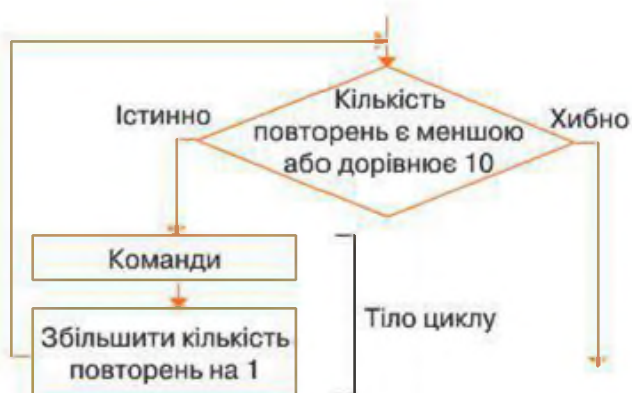 Кількість
повторень є меншою
або дорівнює 10
Істинно
Хибно
Команди
Збільшити кількість
повторень на 1
Тіло циклу